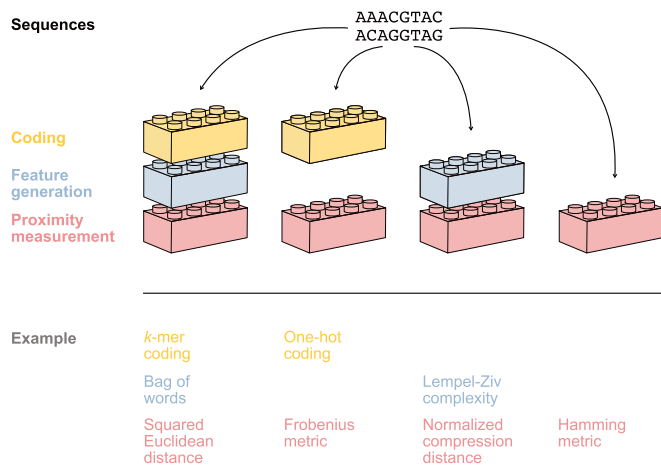 Sequences
AAACGTAC
ACAGGTAG
Coding
Feature
generation
Proximity
measurement
Example
k-mer
coding
One-hot
coding
Bag of
words
Lempel-Ziv
complexity
Squared
Euclidean
distance
Frobenius
metric
Normalized
compression
distance
Hamming
metric